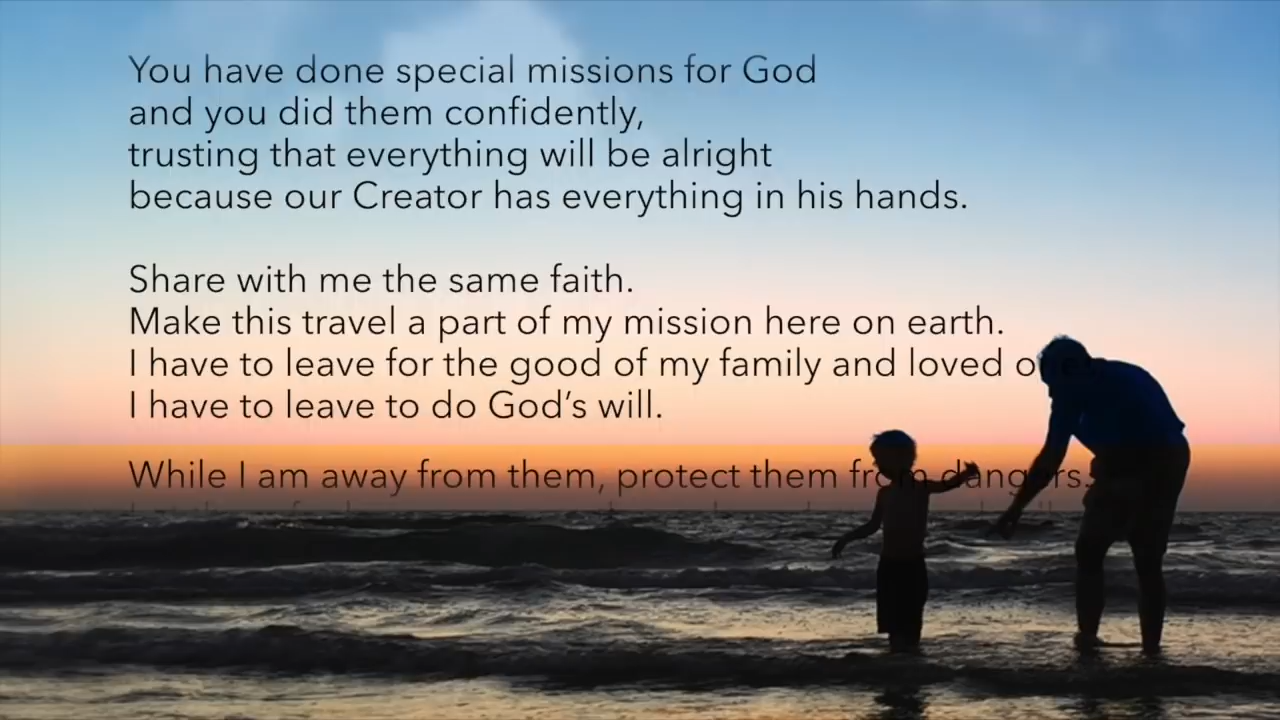 You have done special missions for God
and you did them confidently,
trusting that everything will be alright
because our Creator has everything in his hands.
Share with me the same faith.
Make this travel a part of my mission here on earth.
I have to leave for the good of my family and loved
I have to leave to do God's will.
While I am away from them, protect them from dangers.